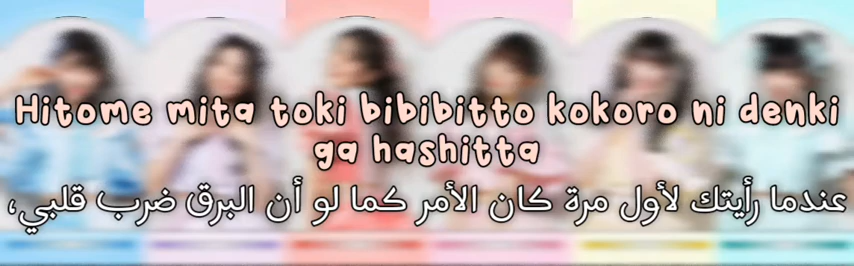 Hitome mita toki bibibitto kokoro ni denki
ga hashitta
عندما رأيتك لأول مرة كان الأمر كما لو أن البرق ضرب قلبي،